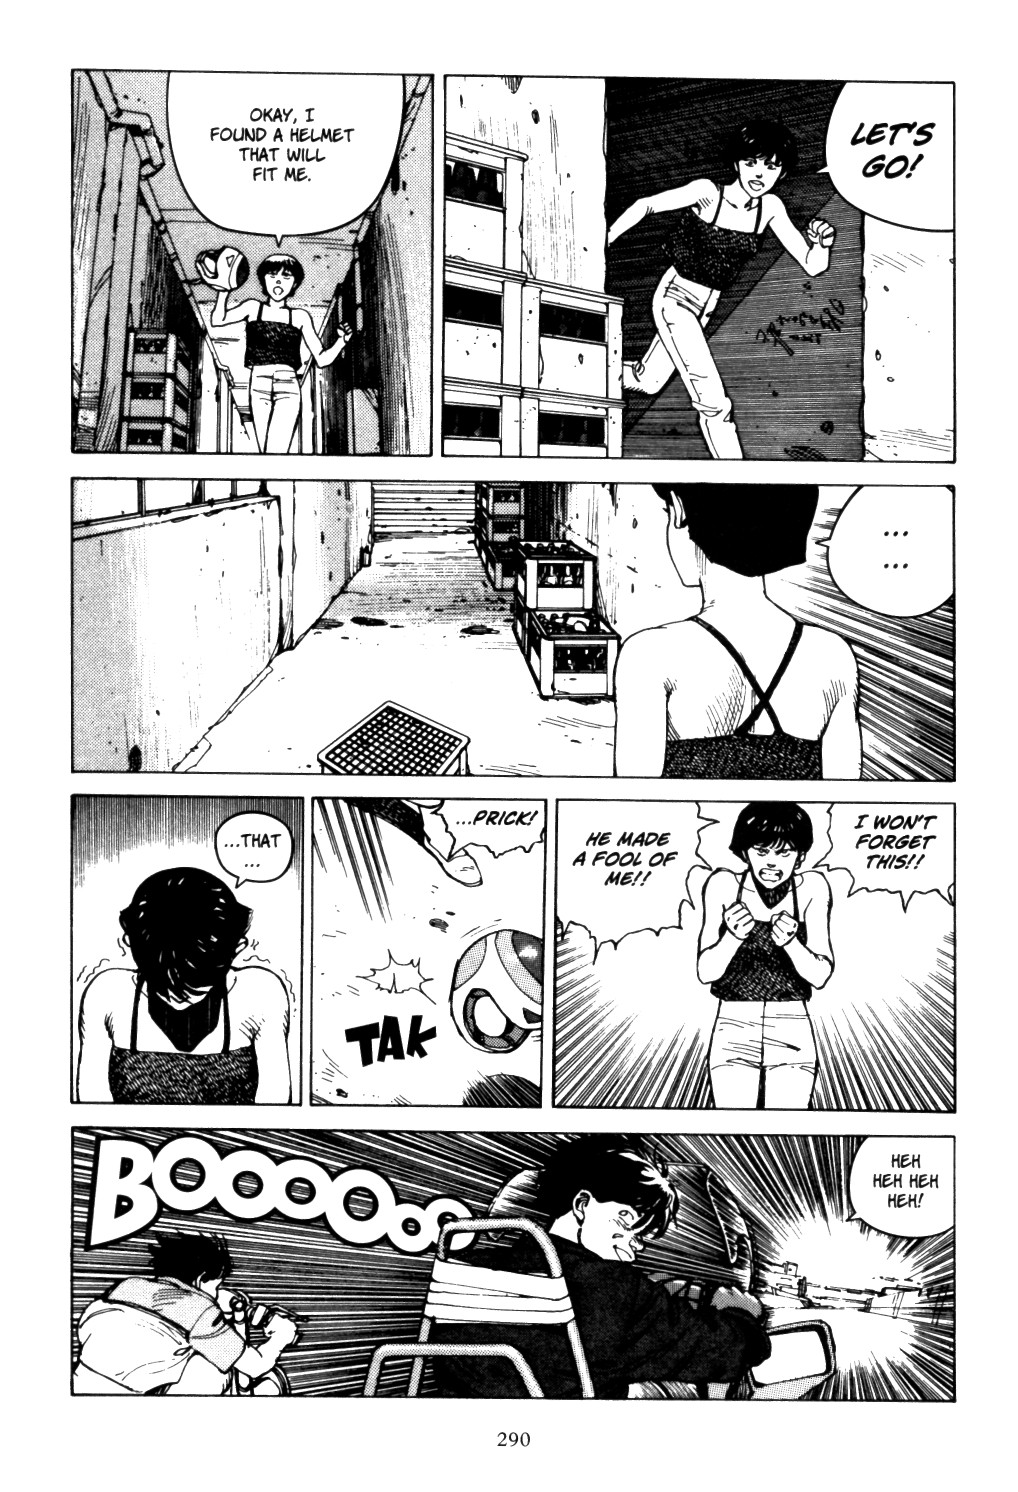 OKAY, I
FOUND A HELMET
THAT WILL
FIT ME.
LET'S
GO!
...
...
...THAT
...
...PRICK!
TAK
HE MADE
A FOOL OF
ME!!
I WON'T
FORGET
THIS!!
BOOOOooo
HEH
HEH HEH
HEH!
290